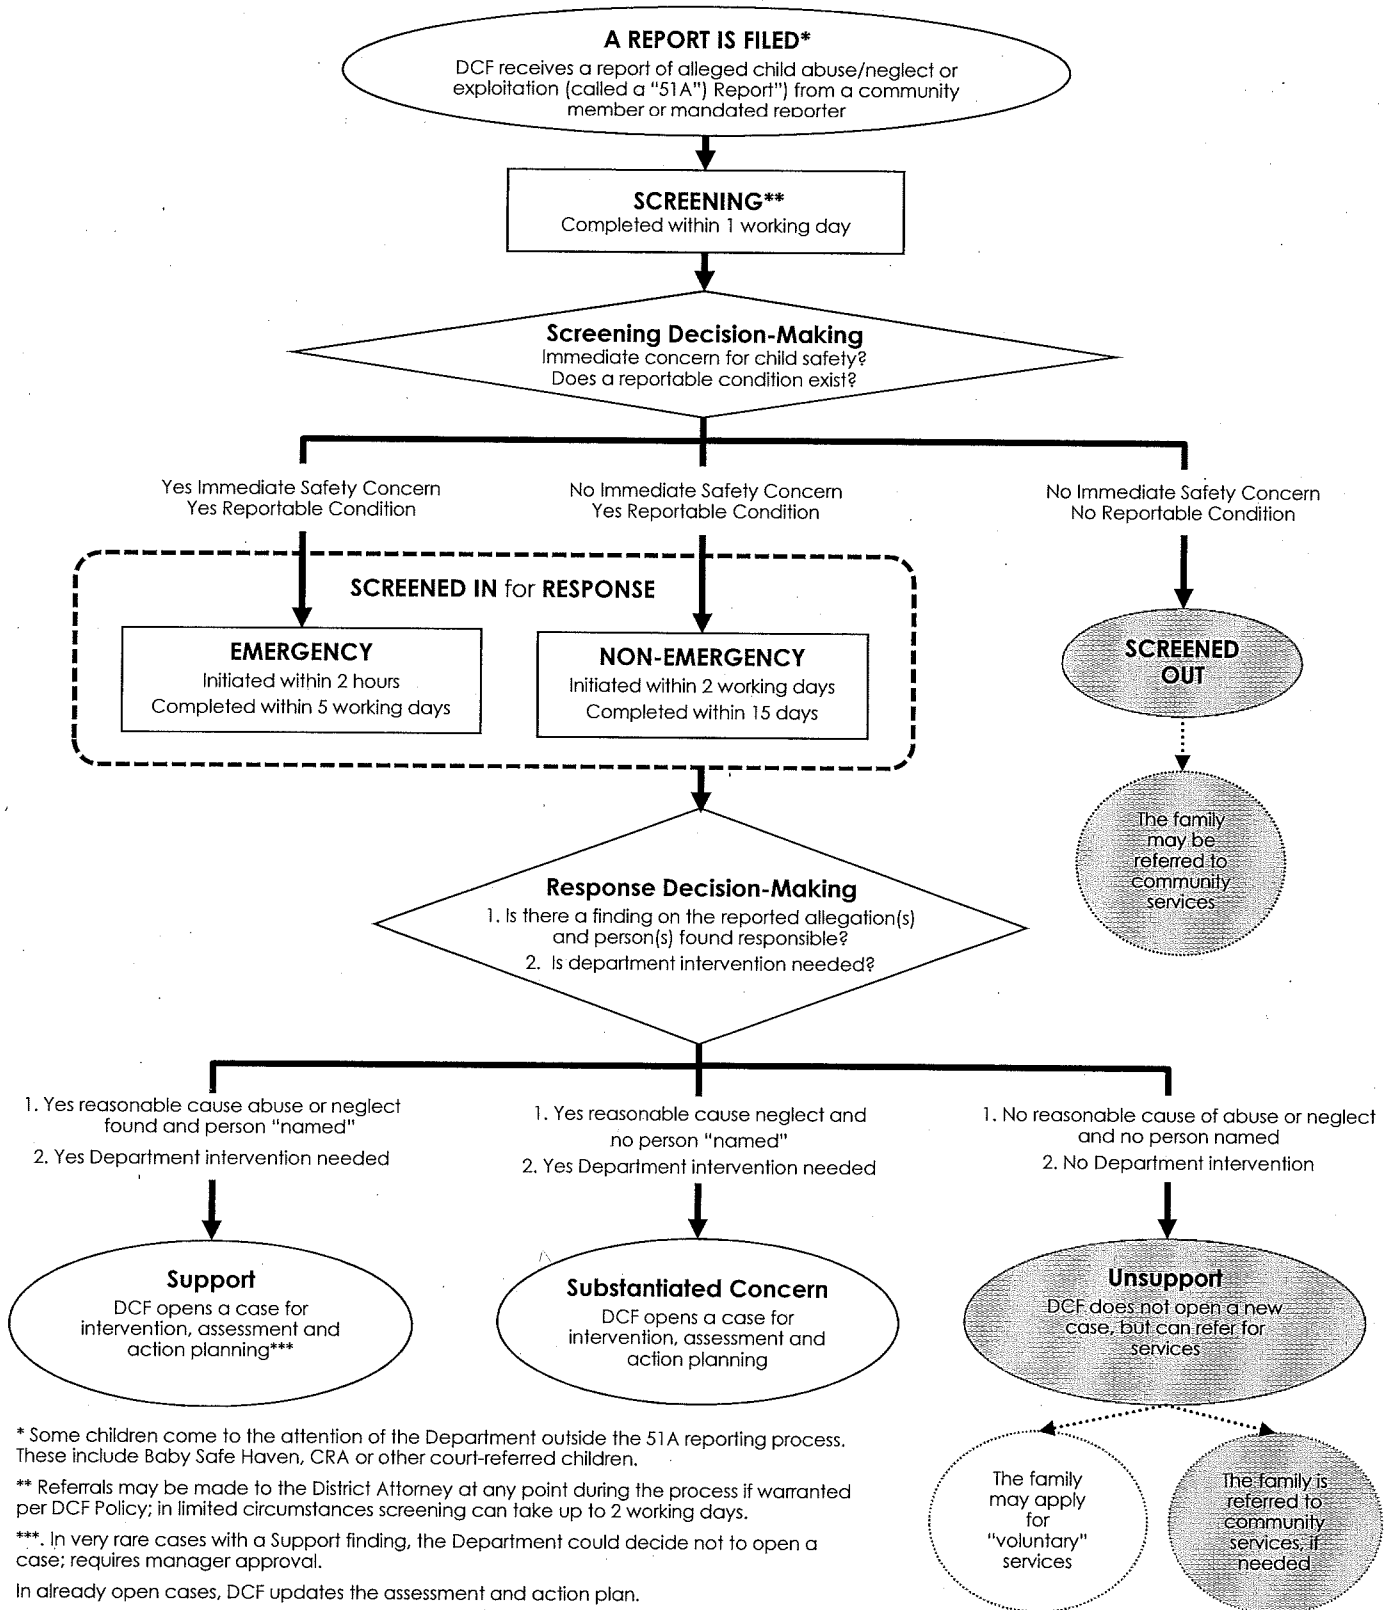 A REPORT IS FILED*
DCF receives a report of alleged child abuse/neglect or
exploitation (called a "51A") Report") from a community
member or mandated reporter
SCREENING**
Completed within 1 working day
Screening Decision-Making
Immediate concern for child safety?
Does a reportable condition exist?
Yes Immediate Safety Concern
Yes Reportable Condition
No Immediate Safety Concern
Yes Reportable Condition
No Immediate Safety Concern
No Reportable Condition
SCREENED IN for RESPONSE
EMERGENCY
Initiated within 2 hours
Completed within 5 working days
NON-EMERGENCY
Initiated within 2 working days
Completed within 15 days
SCREENED
OUT
The family
may be
referred to
community
services
Response Decision-Making
1. Is there a finding on the reported allegation(s)
and person(s) found responsible?
2. Is department intervention needed?
1. Yes reasonable cause abuse or neglect
found and person "named"
2. Yes Department intervention needed
1. Yes reasonable cause neglect and
no person "named"
2. Yes Department intervention needed
1. No reasonable cause of abuse or neglect
and no person named
2. No Department intervention
Support
DCF opens a case for
intervention, assessment and
action planning***
Substantiated Concern
DCF opens a case for
intervention, assessment and
action planning
Unsupport
DCF does not open a new
case, but can refer for
services
The family
may apply
for
"voluntary"
services
The family is
referred to
community
services, if
needed
* Some children come to the attention of the Department outside the 51A reporting process.
These include Baby Safe Haven, CRA or other court-referred children.
** Referrals may be made to the District Attorney at any point during the process if warranted
per DCF Policy; in limited circumstances screening can take up to 2 working days.
***. In very rare cases with a Support finding, the Department could decide not to open a
case; requires manager approval.
In already open cases, DCF updates the assessment and action plan.